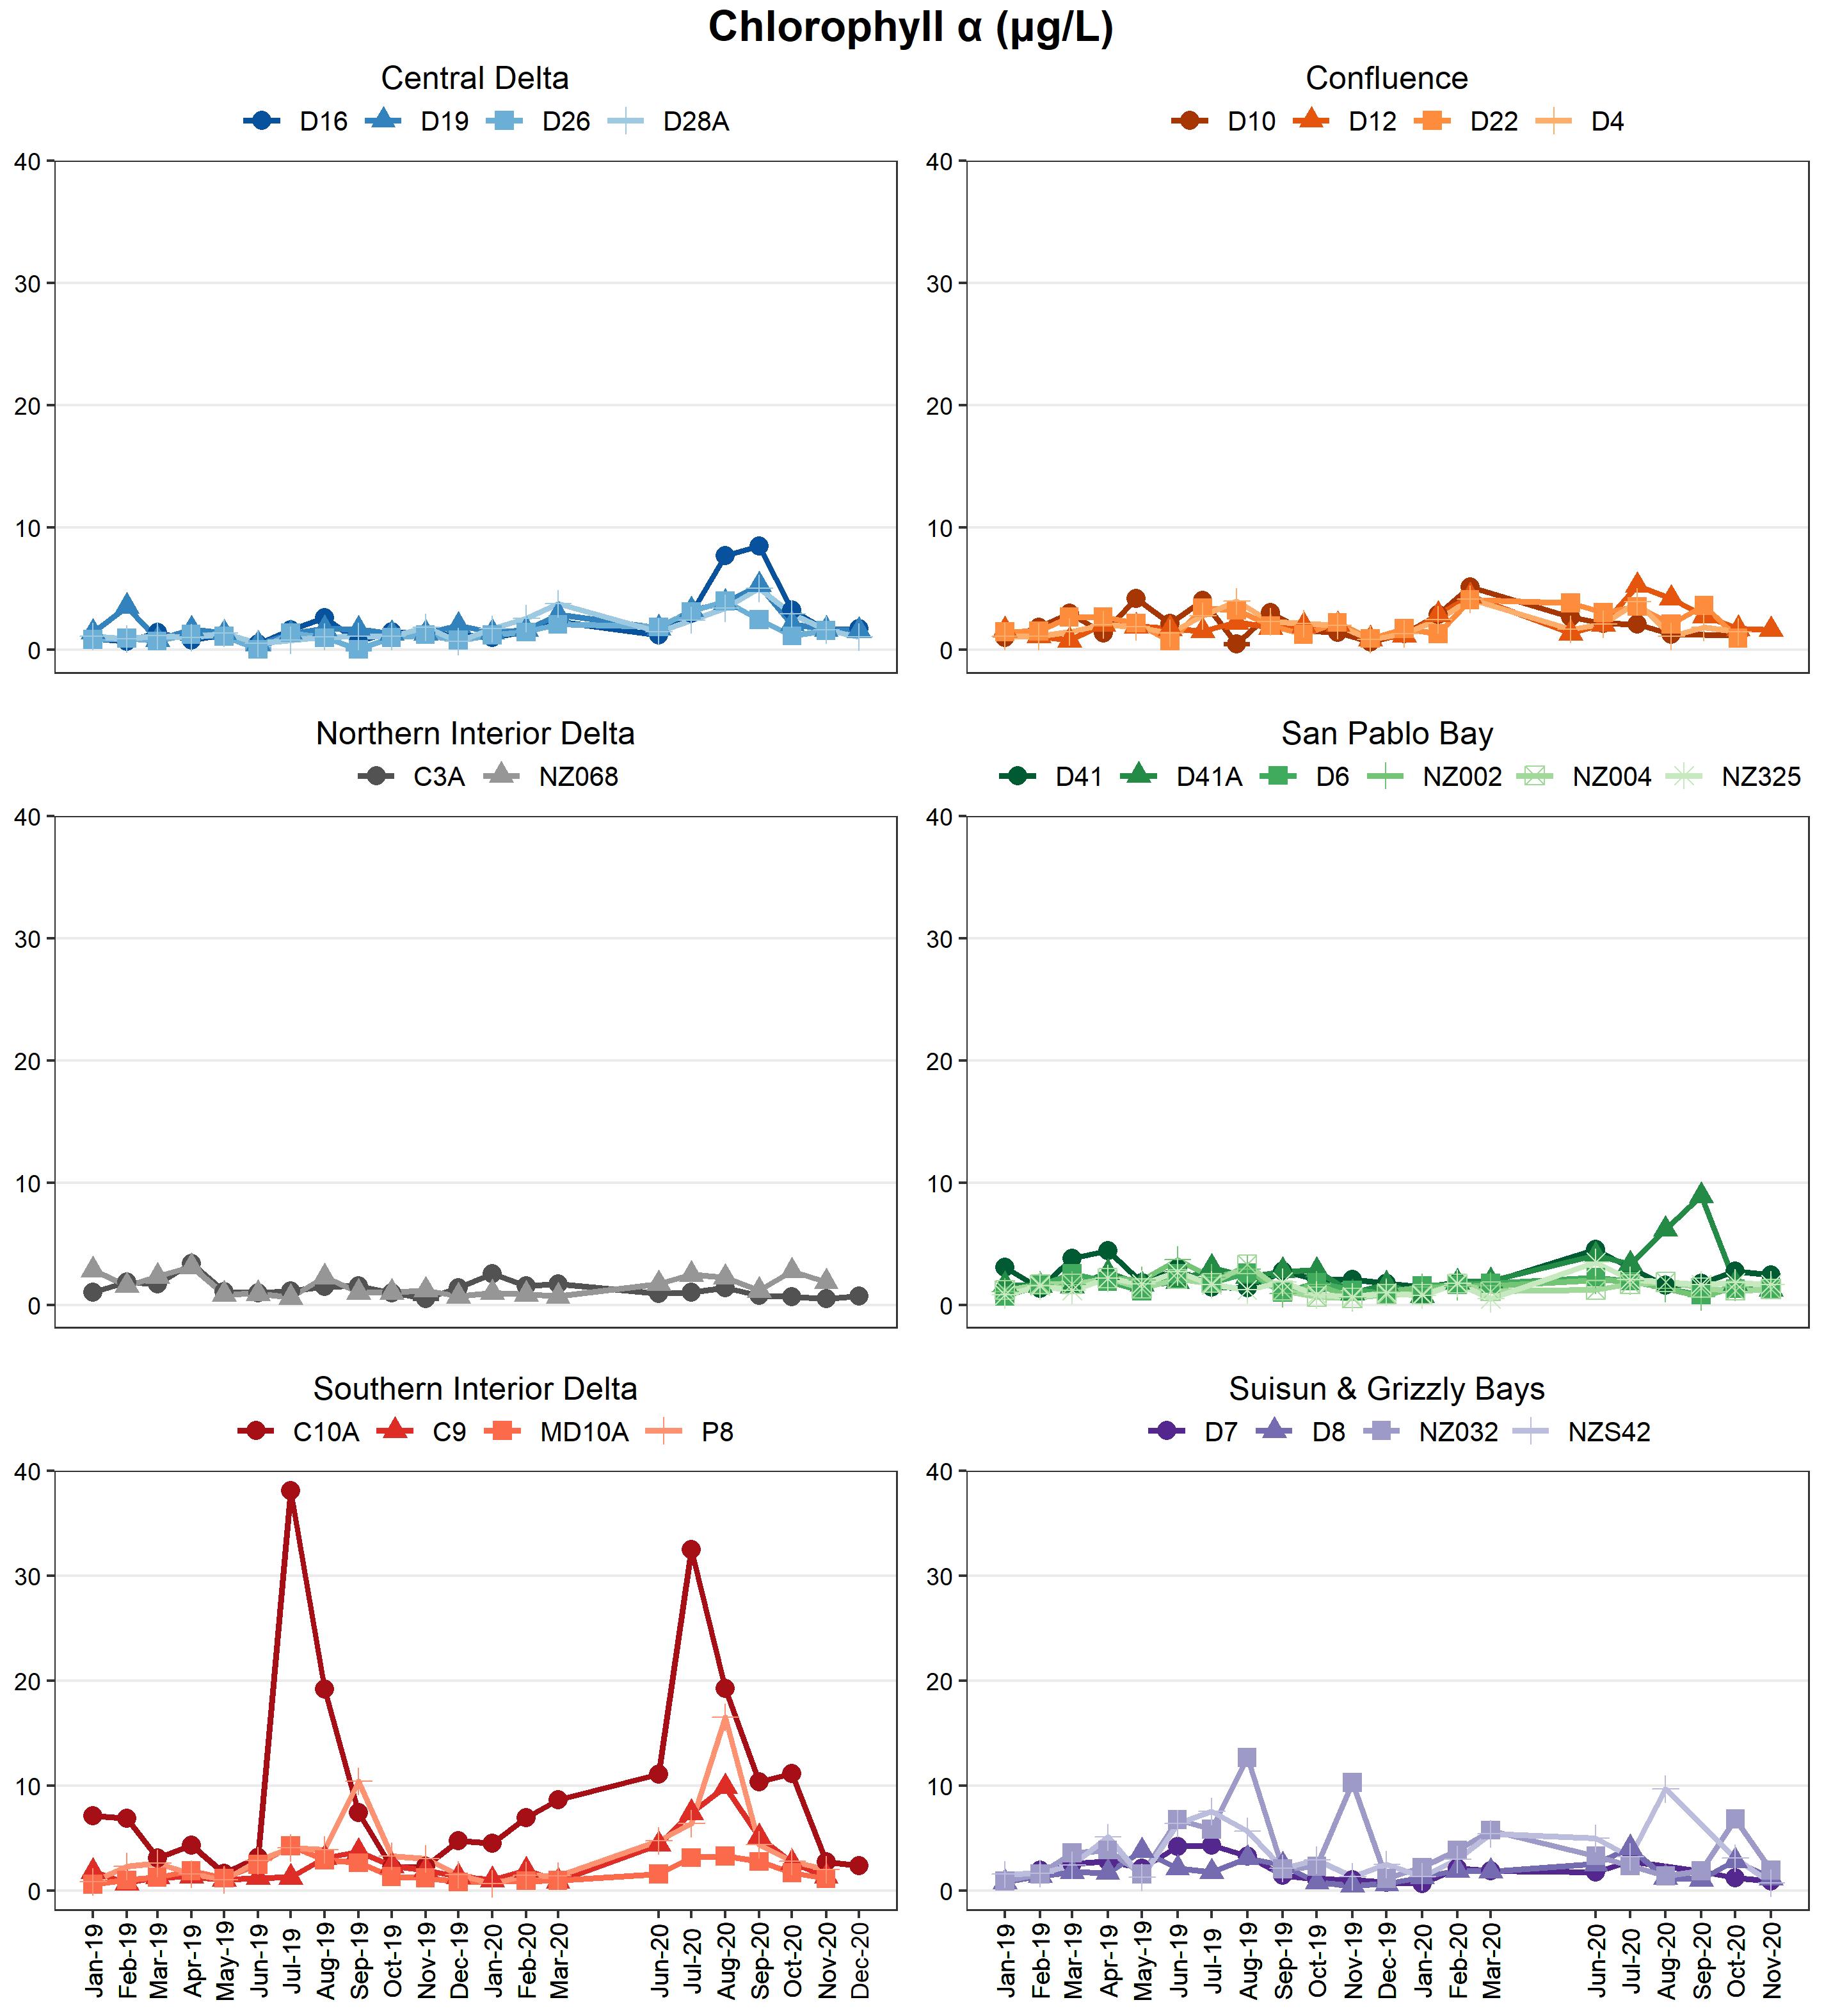 Chlorophyll α (µg/L)
Central Delta
D16 D19 D26 D28A
40
30
20
10
0
Confluence
D10 D12 D22 D4
40
30
20
10
0
Northern Interior Delta
C3A NZ068
40
30
20
10
0
San Pablo Bay
D41 D41A D6 NZ002 NZ004 NZ325
40
30
20
10
0
Southern Interior Delta
C10A C9 MD10A P8
40
30
20
10
0
Jan-19 Feb-19 Mar-19 Apr-19 May-19 Jun-19 Jul-19 Aug-19 Sep-19 Oct-19 Nov-19 Dec-19 Jan-20 Feb-20 Mar-20 Jun-20 Jul-20 Aug-20 Sep-20 Oct-20 Nov-20 Dec-20
Suisun & Grizzly Bays
D7 D8 NZ032 NZS42
40
30
20
10
0
Jan-19 Feb-19 Mar-19 Apr-19 May-19 Jun-19 Jul-19 Aug-19 Sep-19 Oct-19 Nov-19 Dec-19 Jan-20 Feb-20 Mar-20 Jun-20 Jul-20 Aug-20 Sep-20 Oct-20 Nov-20